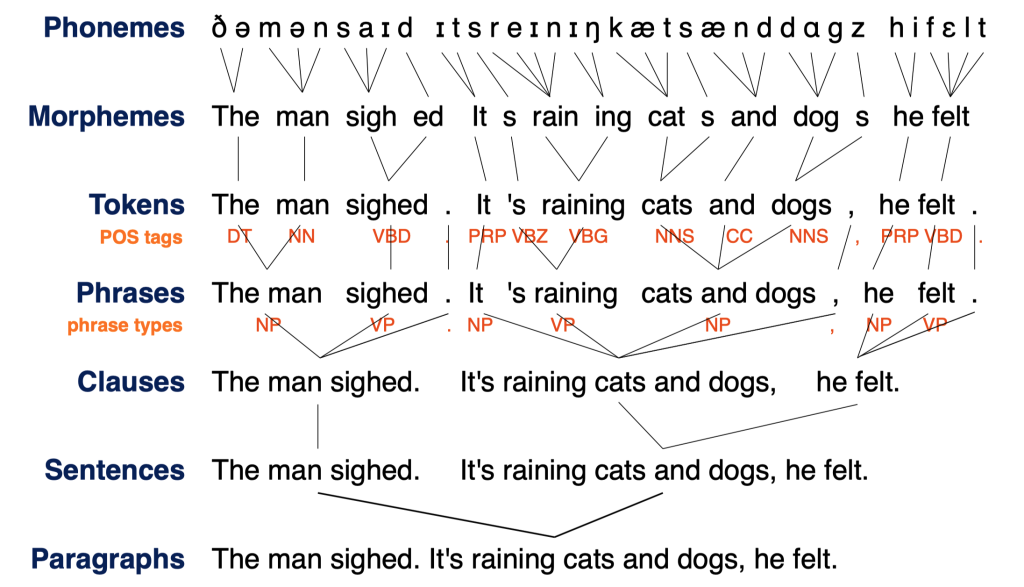 Phonemes ð ə m ə n s a ɪ d ɪ t s r e ɪ n ɪ ŋ k æ t s æ n d d ɑ g z h i f ɛ l t
Morphemes The man sigh ed It s rain ing cat s and dog s he felt
Tokens The man sighed . It 's raining cats and dogs , he felt .
POS tags DT NN VBD . PRP VBZ VBG NNS CC NNS , PRP VBD .
Phrases The man sighed . It 's raining cats and dogs , he felt .
phrase types NP VP . NP VP NP , NP VP
Clauses The man sighed. It's raining cats and dogs, he felt.
Sentences The man sighed. It's raining cats and dogs, he felt.
Paragraphs The man sighed. It's raining cats and dogs, he felt.